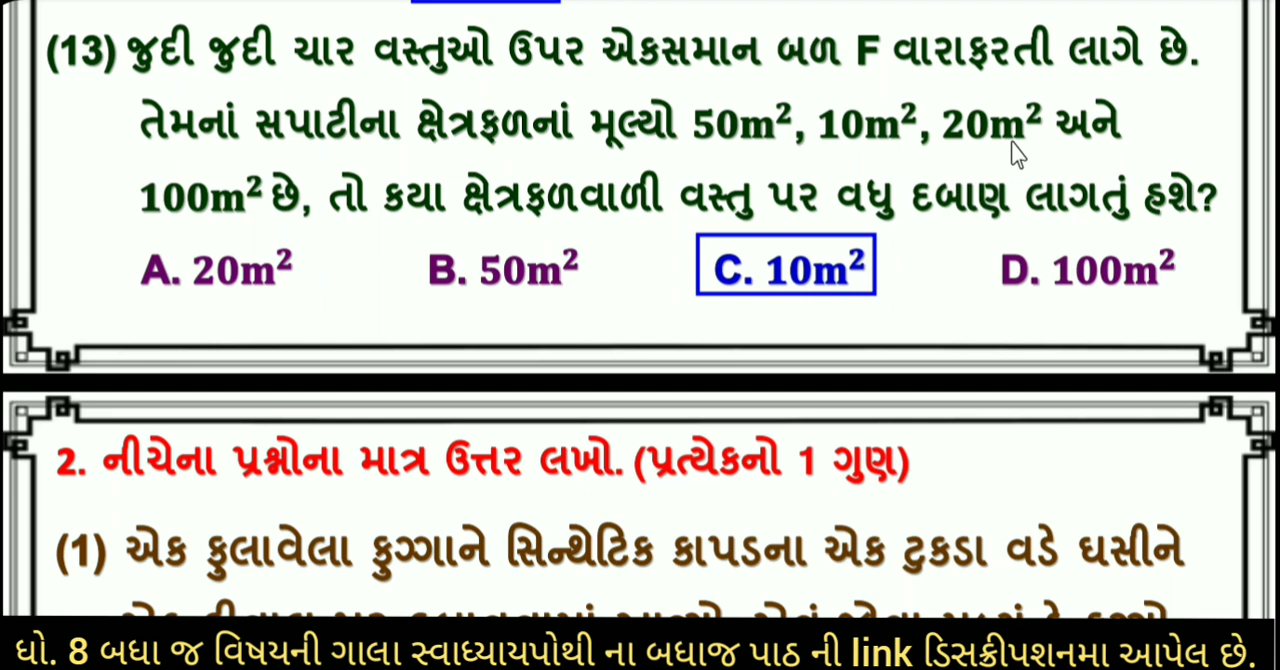 (13) જુદી જુદી ચાર વસ્તુઓ ઉપર એકસમાન બળ F વારાફરતી લાગે છે.
તેમનાં સપાટીના ક્ષેત્રફળનાં મૂલ્યો 50m², 10m², 20m² અને
100m² છે, તો કયા ક્ષેત્રફળવાળી વસ્તુ પર વધુ દબાણ લાગતું હશે?
A. 20m² B. 50m² C. 10m² D. 100m²
2. નીચેના પ્રશ્નોના માત્ર ઉત્તર લખો. (પ્રત્યેકનો 1 ગુણ)
(1) એક ફુલાવેલા ફુગ્ગાને સિન્થેટિક કાપડના એક ટુકડા વડે ઘસીને
ધો. 8 બધા જ વિષયની ગાલા સ્વાધ્યાયપોથી ના બધાજ પાઠ ની link ડિસક્રીપશનમા આપેલ છે.